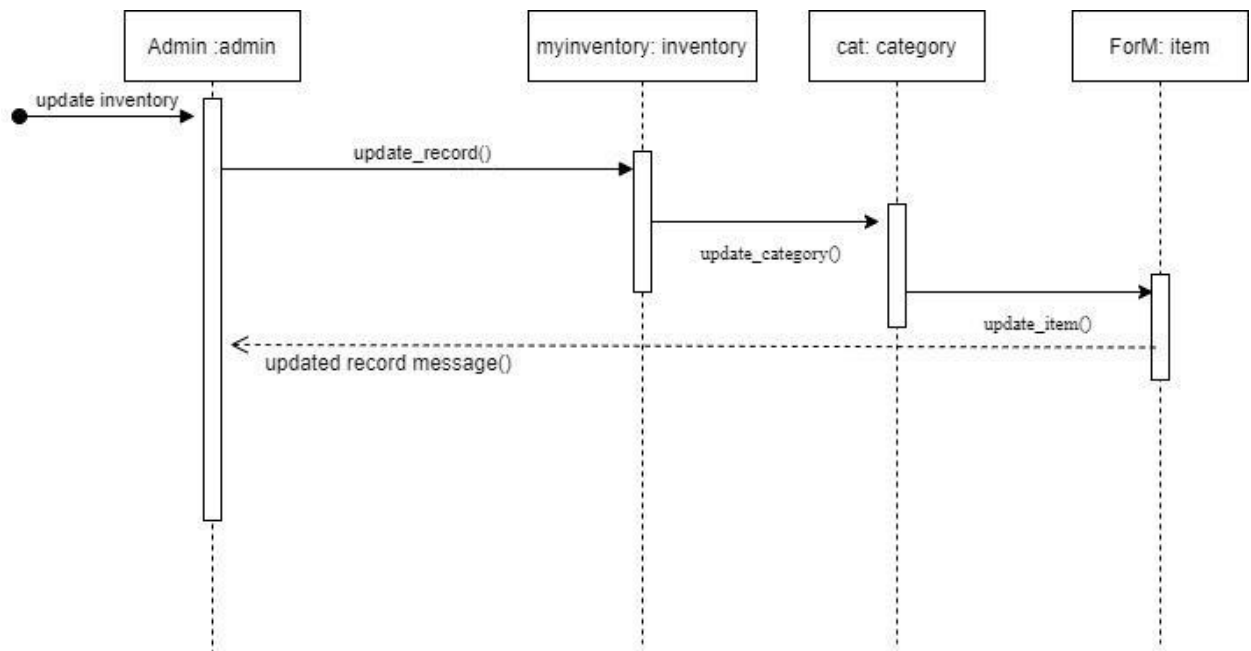 Admin :admin
myinventory: inventory
cat: category
ForM: item
update inventory
update_record()
update_category()
update_item()
updated record message()